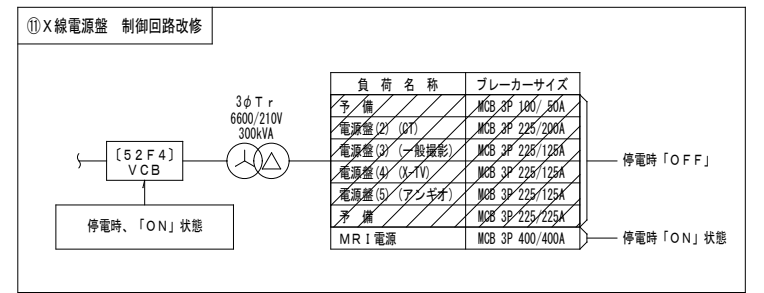 ⑪X線電源盤 制御回路改修
負荷名称 ブレーカーサイズ
予備 MCB 3P 100/ 50A
電源盤(2) (CT) MCB 3P 225/200A
電源盤(3) (一般撮影) MCB 3P 225/125A
電源盤(4) (X-TV) MCB 3P 225/125A
電源盤(5) (アンギオ) MCB 3P 225/125A
予備 MCB 3P 225/225A
MRI電源 MCB 3P 400/400A
3φTr
6600/210V
300kVA
〔52F4〕
VCB
停電時、「ON」状態
停電時「OFF」
停電時「ON」状態